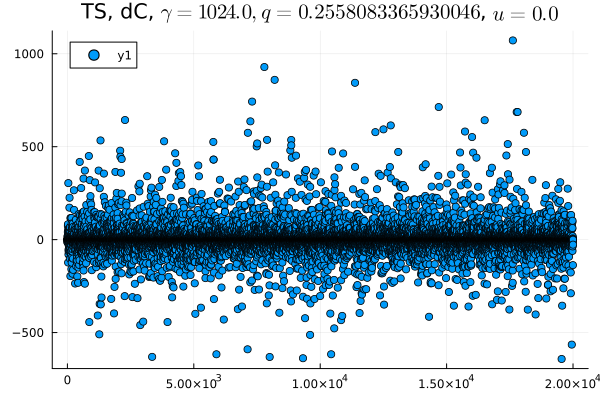 TS, dC, γ = 1024.0, q = 0.2558083365930046, u = 0.0
y1
1000
500
0
−500
0 5.00×10³ 1.00×10⁴ 1.50×10⁴ 2.00×10⁴